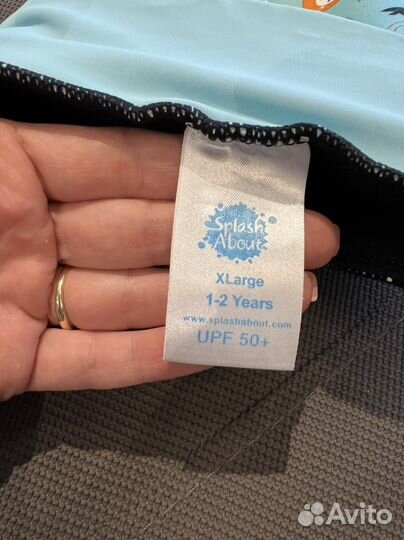 Splash
About
XLarge
1-2 Years
www.splashabout.com
UPF 50+
Avito